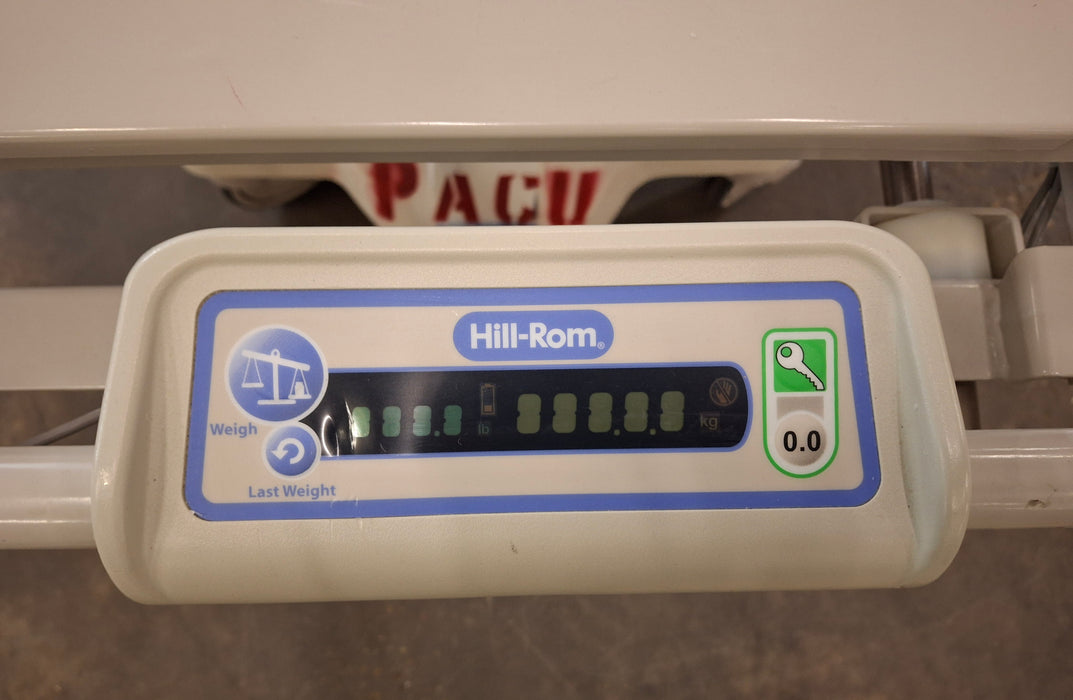 PACU
Hill-Rom®
Weigh
lb
kg
0.0
Last Weight